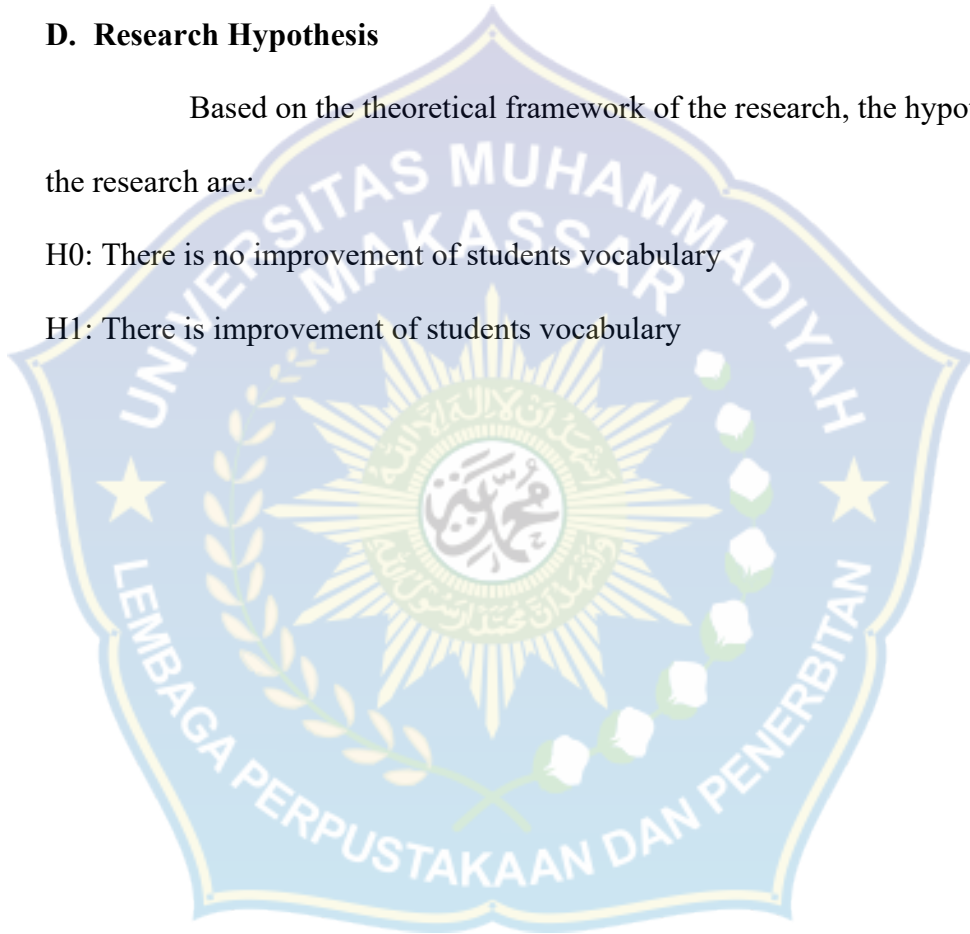 D. Research Hypothesis
Based on the theoretical framework of the research, the
the research are:
H0: There is no improvement of students vocabulary
H1: There is improvement of students vocabulary
UNIVERSITAS MUHAMMADIYAH
MAKASSAR
محمدية
LEMBAGA PERPUSTAKAAN DAN PENERBITAN